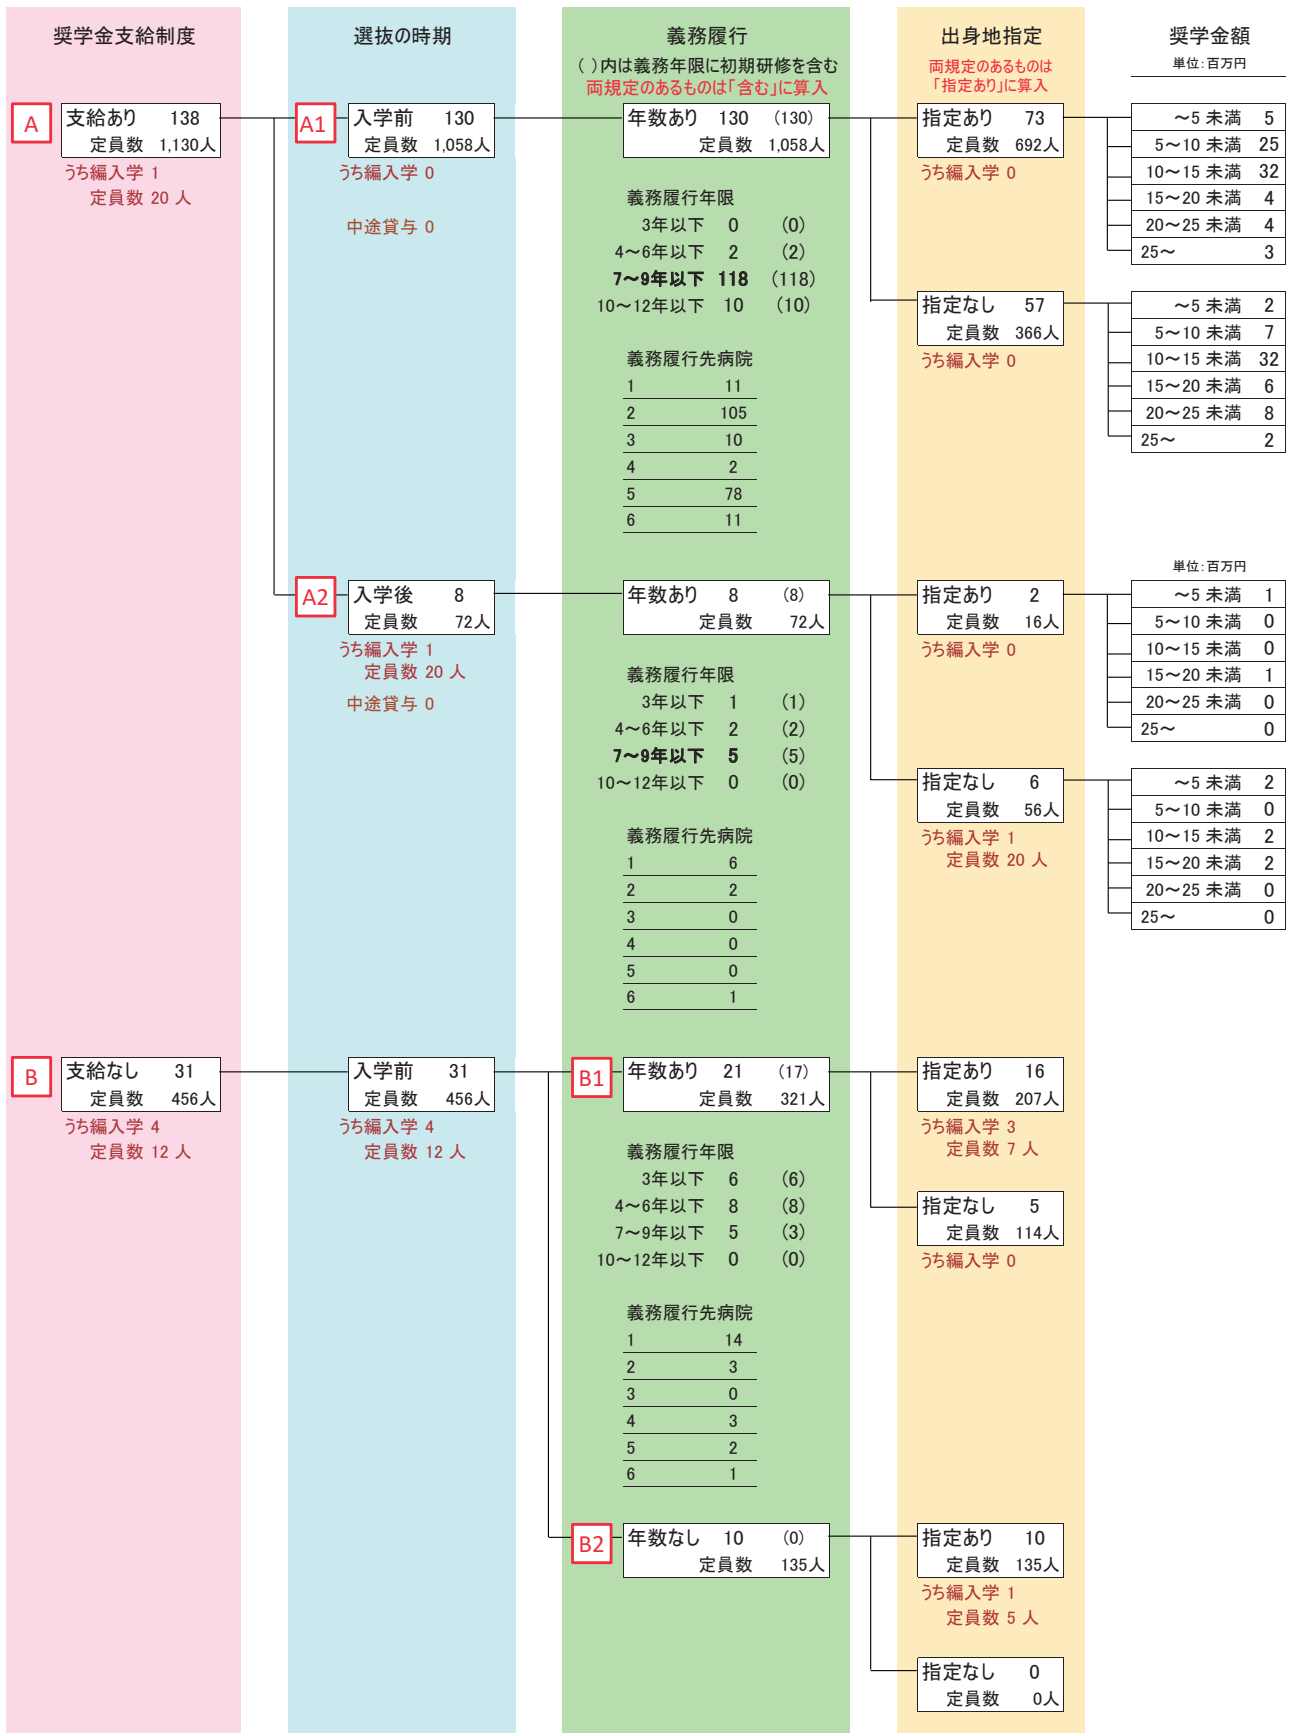 奨学金支給制度
選抜の時期
義務履行
( )内は義務年限に初期研修を含む
両規定のあるものは「含む」に算入
出身地指定
両規定のあるものは
「指定あり」に算入
奨学金額
単位:百万円
A
支給あり 138
定員数 1,130人
うち編入学 1
定員数 20 人
A1
入学前 130
定員数 1,058人
うち編入学 0
中途貸与 0
年数あり 130 (130)
定員数 1,058人
義務履行年限
3年以下 0 (0)
4～6年以下 2 (2)
7～9年以下 118 (118)
10～12年以下 10 (10)
義務履行先病院
1 11
2 105
3 10
4 2
5 78
6 11
指定あり 73
定員数 692人
うち編入学 0
～5 未満 5
5～10 未満 25
10～15 未満 32
15～20 未満 4
20～25 未満 4
25～ 3
指定なし 57
定員数 366人
うち編入学 0
～5 未満 2
5～10 未満 7
10～15 未満 32
15～20 未満 6
20～25 未満 8
25～ 2
A2
入学後 8
定員数 72人
うち編入学 1
定員数 20 人
中途貸与 0
年数あり 8 (8)
定員数 72人
義務履行年限
3年以下 1 (1)
4～6年以下 2 (2)
7～9年以下 5 (5)
10～12年以下 0 (0)
義務履行先病院
1 6
2 2
3 0
4 0
5 0
6 1
指定あり 2
定員数 16人
うち編入学 0
単位:百万円
～5 未満 1
5～10 未満 0
10～15 未満 0
15～20 未満 1
20～25 未満 0
25～ 0
指定なし 6
定員数 56人
うち編入学 1
定員数 20 人
～5 未満 2
5～10 未満 0
10～15 未満 2
15～20 未満 2
20～25 未満 0
25～ 0
B
支給なし 31
定員数 456人
うち編入学 4
定員数 12 人
入学前 31
定員数 456人
うち編入学 4
定員数 12 人
B1
年数あり 21 (17)
定員数 321人
義務履行年限
3年以下 6 (6)
4～6年以下 8 (8)
7～9年以下 5 (3)
10～12年以下 0 (0)
義務履行先病院
1 14
2 3
3 0
4 3
5 2
6 1
指定あり 16
定員数 207人
うち編入学 3
定員数 7 人
指定なし 5
定員数 114人
うち編入学 0
B2
年数なし 10 (0)
定員数 135人
指定あり 10
定員数 135人
うち編入学 1
定員数 5 人
指定なし 0
定員数 0人